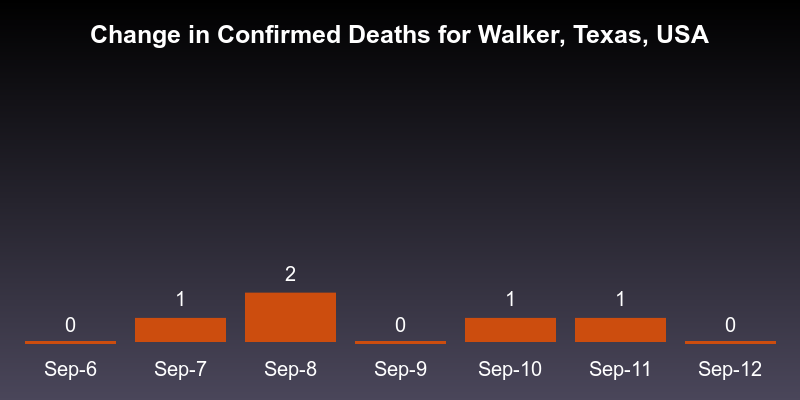 Change in Confirmed Deaths for Walker, Texas, USA
0 1 2 0 1 1 0
Sep-6 Sep-7 Sep-8 Sep-9 Sep-10 Sep-11 Sep-12